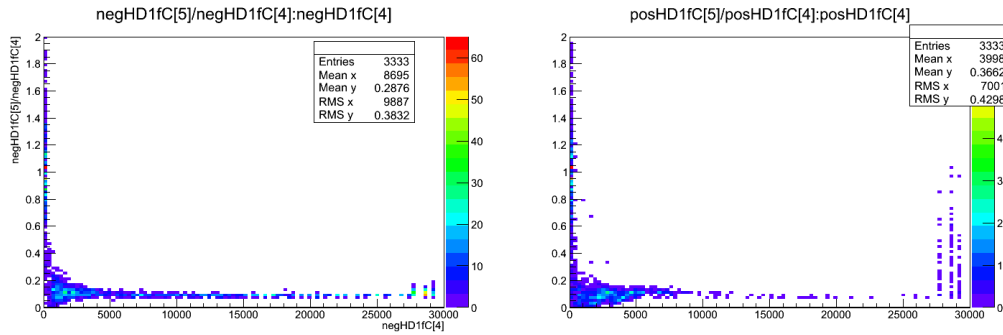 negHD1fC[5]/negHD1fC[4]:negHD1fC[4]
negHD1fC[5]/negHD1fC[4]
2
1.8
1.6
1.4
1.2
1
0.8
0.6
0.4
0.2
0
0 5000 10000 15000 20000 25000 30000
negHD1fC[4]
Entries 3333
Mean x 8695
Mean y 0.2876
RMS x 9887
RMS y 0.3832
60
50
40
30
20
10
0
posHD1fC[5]/posHD1fC[4]:posHD1fC[4]
2
1.8
1.6
1.4
1.2
1
0.8
0.6
0.4
0.2
0
0 5000 10000 15000 20000 25000 30000
Entries 3333
Mean x 3998
Mean y 0.3662
RMS x 7001
RMS y 0.4298